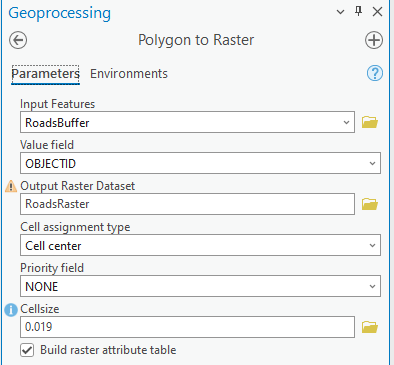 Geoprocessing
Polygon to Raster
Parameters Environments
Input Features
RoadsBuffer
Value field
OBJECTID
Output Raster Dataset
RoadsRaster
Cell assignment type
Cell center
Priority field
NONE
Cellsize
0.019
Build raster attribute table